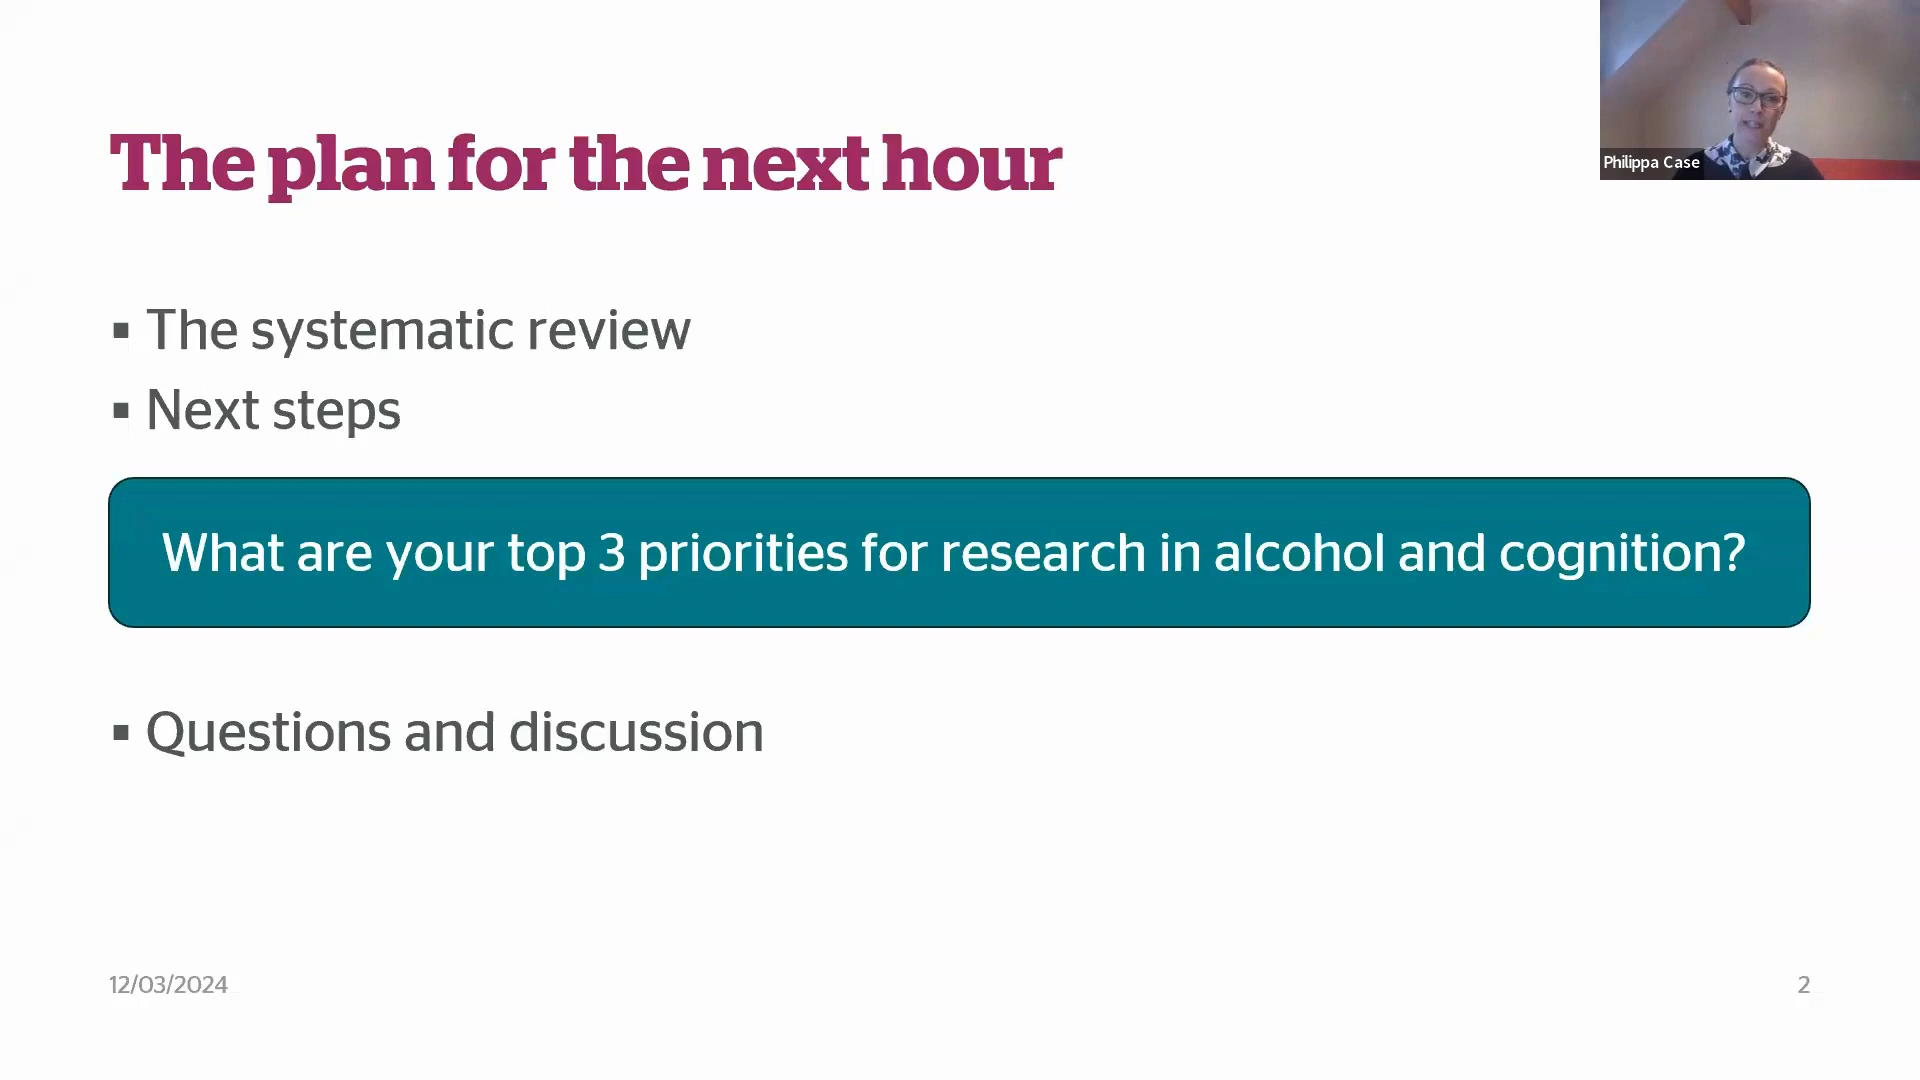 Philippa Case
The plan for the next hour
▪ The systematic review
▪ Next steps
What are your top 3 priorities for research in alcohol and cognition?
▪ Questions and discussion
12/03/2024
2